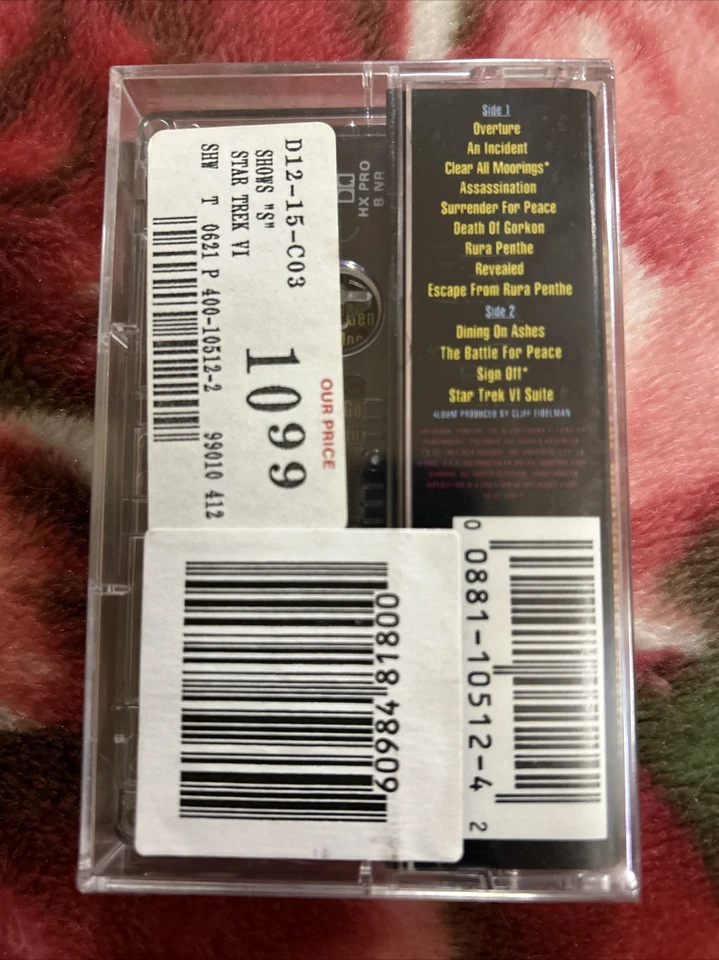 D12-15-C03
SHOWS "S"
STAR TREK VI
SHW T 0621 P 400-10512-2 99010 412
OUR PRICE
1099
HX PRO
B NR
Side 1
Overture
An Incident
Clear All Moorings*
Assassination
Surrender For Peace
Death Of Gorkon
Rura Penthe
Revealed
Escape From Rura Penthe
Side 2
Dining On Ashes
The Battle For Peace
Sign Off*
Star Trek VI Suite
ALBUM PRODUCED BY CLIFF EIDELMAN
0 0881-10512-4 2
00818 48609